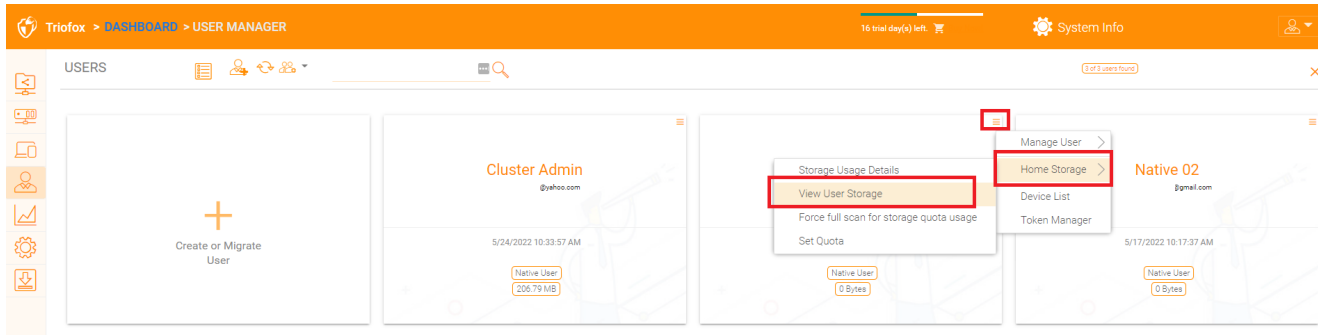 Triofox > DASHBOARD > USER MANAGER
16 trial day(s) left.
System Info
USERS
3 of 3 users found
Create or Migrate
User
Cluster Admin
@yahoo.com
5/24/2022 10:33:57 AM
Native User
206.79 MB
Storage Usage Details
View User Storage
Force full scan for storage quota usage
Set Quota
Native User
0 Bytes
Manage User
Home Storage
Device List
Token Manager
Native 02
@gmail.com
5/17/2022 10:17:37 AM
Native User
0 Bytes